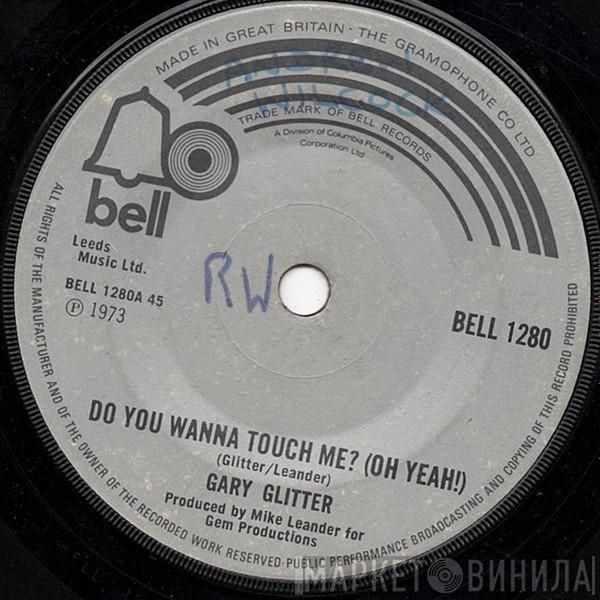 MADE IN GREAT BRITAIN · THE GRAMOPHONE CO LTD
ANDREW
WILCOCK
TRADE MARK OF BELL RECORDS
A Division of Columbia Pictures
Corporation Ltd
bell
Leeds
Music Ltd.
BELL 1280A 45
Ⓟ 1973
RW
BELL 1280
DO YOU WANNA TOUCH ME? (OH YEAH!)
(Glitter/Leander)
GARY GLITTER
Produced by Mike Leander for
Gem Productions
ALL RIGHTS OF THE MANUFACTURER AND OF THE OWNER OF THE RECORDED WORK RESERVED·PUBLIC PERFORMANCE BROADCASTING AND COPYING OF THIS RECORD PROHIBITED
МАРКЕТ ВИНИЛА